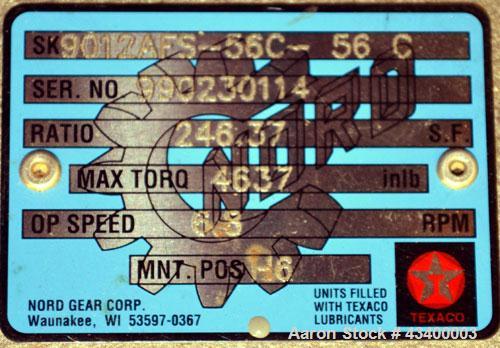 SK 9012AFS-56C- 56 C
SER. NO 990230114
RATIO 246.37 S.F.
MAX TORQ 4637 inlb
OP SPEED 6.5 RPM
MNT. POS H6
NORD
NORD GEAR CORP.
Waunakee, WI 53597-0367
UNITS FILLED
WITH TEXACO
LUBRICANTS
TEXACO
Aaron Stock # 43400003